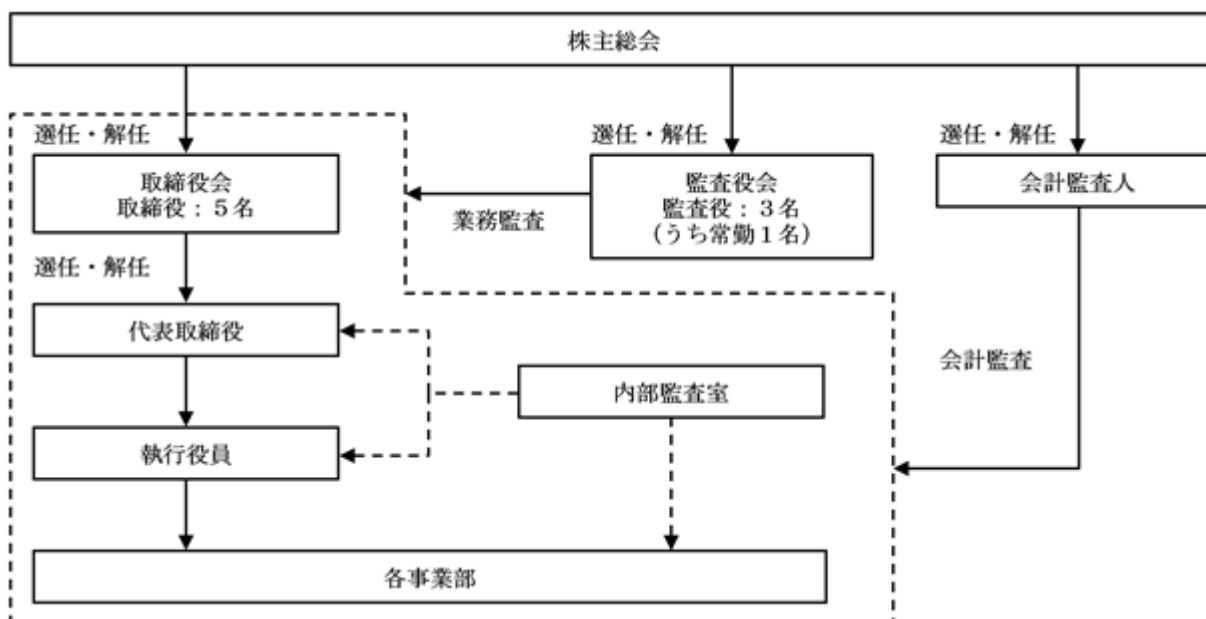 株主総会
選任・解任
選任・解任
選任・解任
取締役会
取締役：５名
監査役会
監査役：３名
（うち常勤１名）
会計監査人
業務監査
選任・解任
代表取締役
会計監査
内部監査室
執行役員
各事業部